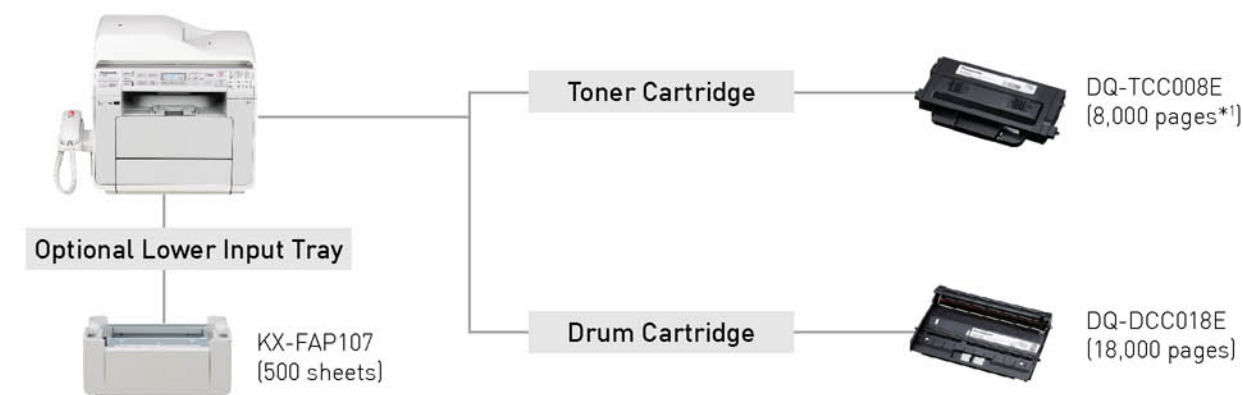 Toner Cartridge
DQ-TCC008E
(8,000 pages*1)
Optional Lower Input Tray
KX-FAP107
(500 sheets)
Drum Cartridge
DQ-DCC018E
(18,000 pages)